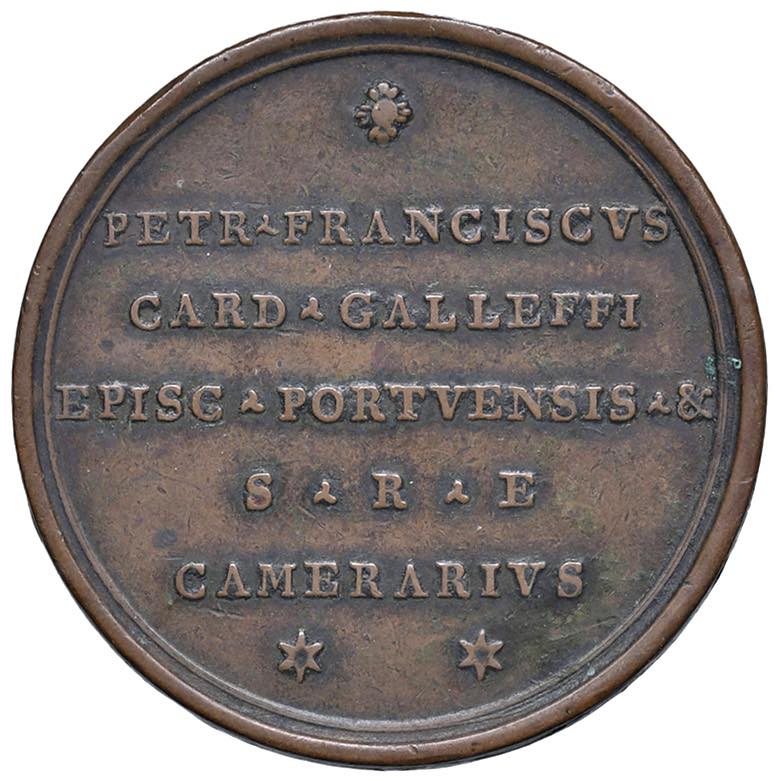 PETR·FRANCISCVS
CARD·GALLEFFI
EPISC·PORTVENSIS·&
S·R·E
CAMERARIVS